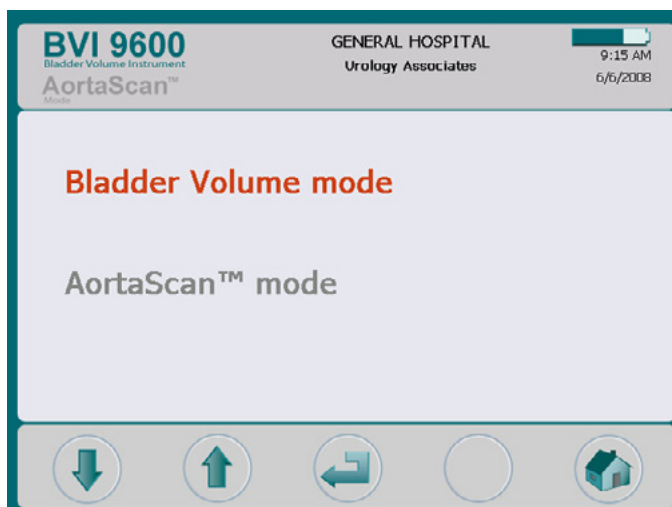 BVI 9600
Bladder Volume Instrument
AortaScan™
Mode
GENERAL HOSPITAL
Urology Associates
9:15 AM
6/6/2008
Bladder Volume mode
AortaScan™ mode